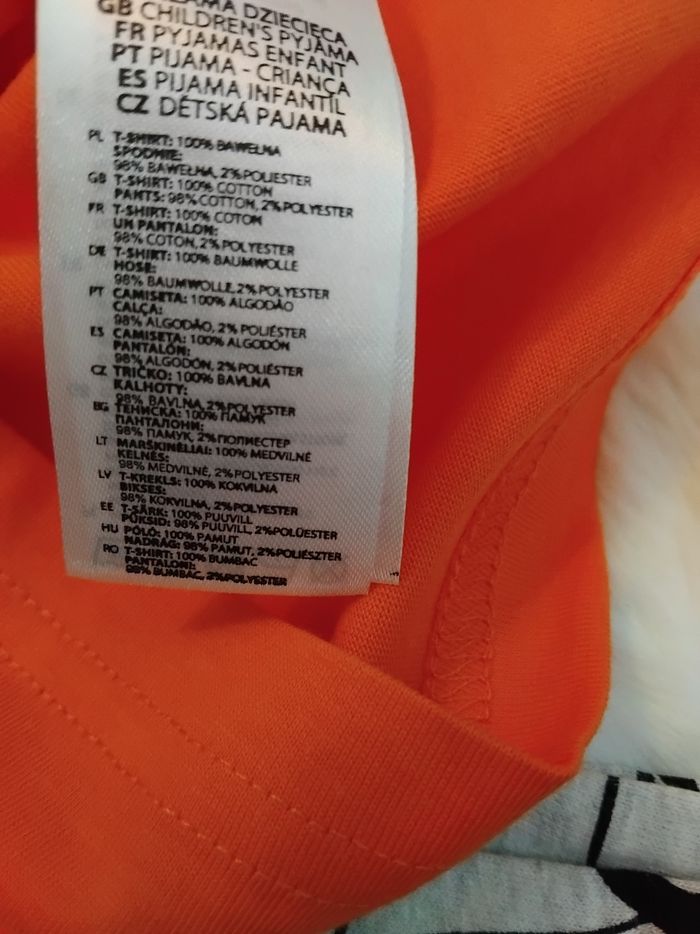 DZIECIĘCA
GB CHILDREN'S PYJAMA
FR PYJAMAS ENFANT
PT PIJAMA - CRIANÇA
ES PIJAMA INFANTIL
CZ DĚTSKÁ PAJAMA
PL T-SHIRT: 100% BAWEŁNA
SPODNIE:
98% BAWEŁNA, 2% POLIESTER
GB T-SHIRT: 100% COTTON
PANTS: 98% COTTON, 2% POLYESTER
FR T-SHIRT: 100% COTON
UN PANTALON:
98% COTON, 2% POLYESTER
DE T-SHIRT: 100% BAUMWOLLE
HOSE:
98% BAUMWOLLE, 2% POLYESTER
PT CAMISETA: 100% ALGODÃO
CALÇA:
98% ALGODÃO, 2% POLIÉSTER
ES CAMISETA: 100% ALGODÓN
PANTALÓN:
98% ALGODÓN, 2% POLIÉSTER
CZ TRIČKO: 100% BAVLNA
KALHOTY:
98% BAVLNA, 2% POLYESTER
BG ТЕНИСКА: 100% ПАМУК
ПАНТАЛОНИ:
98% ПАМУК, 2% ПОЛИЕСТЕР
LT MARŠKINĖLIAI: 100% MEDVILNĖ
KELNĖS:
98% MEDVILNĖ, 2% POLYESTER
LV T-KREKLS: 100% KOKVILNA
BIKSES:
98% KOKVILNA, 2% POLYESTER
EE T-SÄRK: 100% PUUVILL
PÜKSID: 98% PUUVILL, 2% POLÜESTER
HU PÓLÓ: 100% PAMUT
NADRÁG: 98% PAMUT, 2% POLIÉSZTER
RO T-SHIRT: 100% BUMBAC
PANTALONI:
98% BUMBAC, 2% POLYESTER